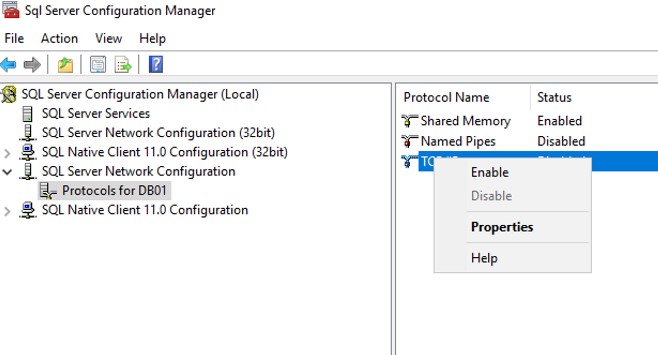 Sql Server Configuration Manager
File Action View Help
SQL Server Configuration Manager (Local)
SQL Server Services
SQL Server Network Configuration (32bit)
SQL Native Client 11.0 Configuration (32bit)
SQL Server Network Configuration
Protocols for DB01
SQL Native Client 11.0 Configuration
Protocol Name Status
Shared Memory Enabled
Named Pipes Disabled
Enable
Disable
Properties
Help